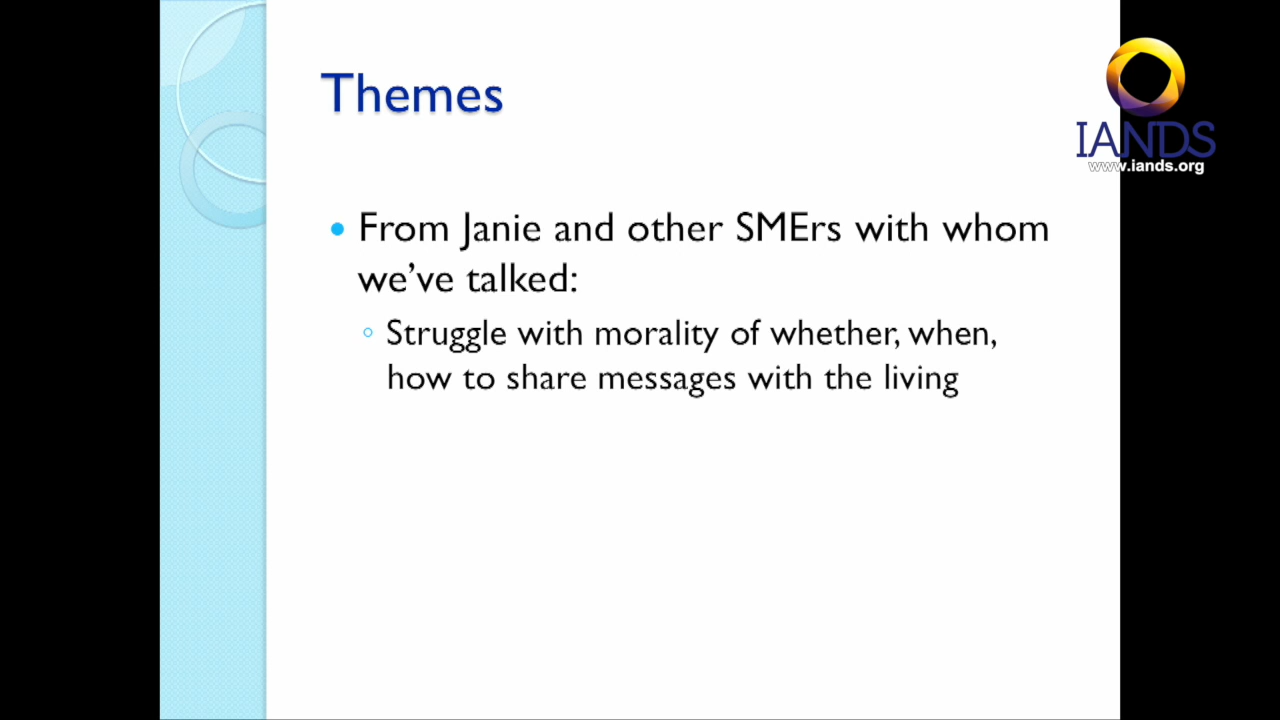 Themes
IANDS
www.iands.org
From Janie and other SMErs with whom
we've talked:
Struggle with morality of whether, when,
how to share messages with the living